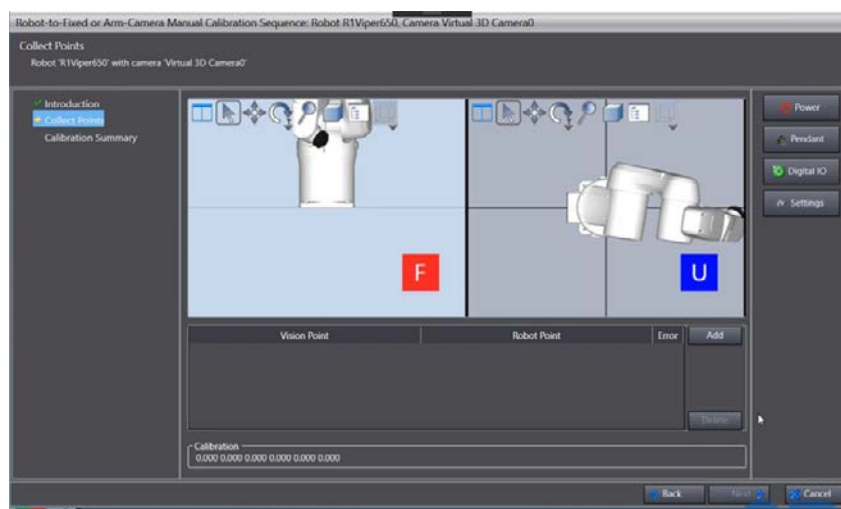 Robot-to-Fixed or Arm-Camera Manual Calibration Sequence: Robot R1Viper650, Camera Virtual 3D Camera0
Collect Points
Robot 'R1Viper650' with camera 'Virtual 3D Camera0'
Introduction
Collect Points
Calibration Summary
F
U
Power
Pendant
Digital IO
Settings
Vision Point Robot Point Error Add
Delete
Calibration
0.000 0.000 0.000 0.000 0.000 0.000
Back Next Cancel